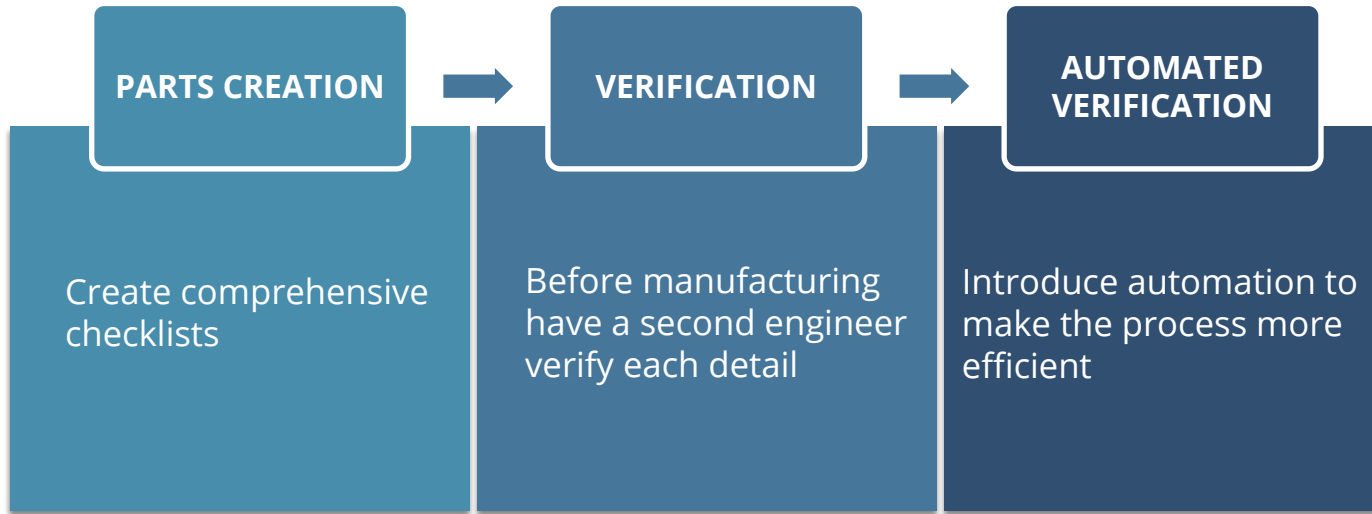 PARTS CREATION
Create comprehensive
checklists
VERIFICATION
Before manufacturing
have a second engineer
verify each detail
AUTOMATED
VERIFICATION
Introduce automation to
make the process more
efficient